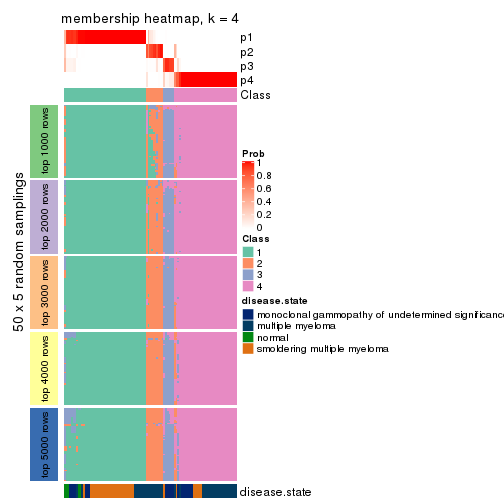 membership heatmap, k = 4
p1
p2
p3
p4
Class
50 x 5 random samplings
top 1000 rows
top 2000 rows
top 3000 rows
top 4000 rows
top 5000 rows
Prob
1
0.8
0.6
0.4
0.2
0
Class
1
2
3
4
disease.state
monoclonal gammopathy of undetermined significance
multiple myeloma
normal
smoldering multiple myeloma
disease.state